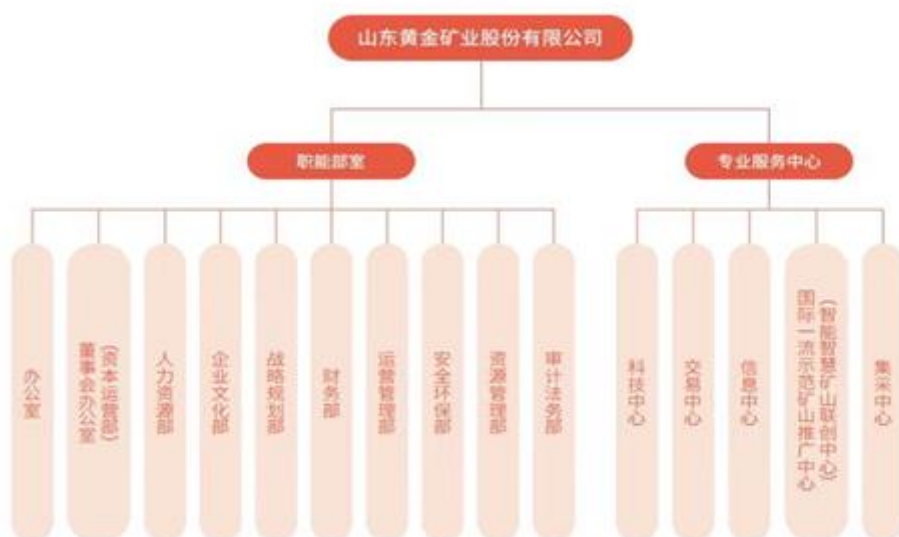 山东黄金矿业股份有限公司
职能部室
专业服务中心
办公室
董事会办公室
(资本运营部)
人力资源部
企业文化部
战略规划部
财务部
运营管理部
安全环保部
资源管理部
审计法务部
科技中心
交易中心
信息中心
国际一流示范矿山推广中心
(智能智慧矿山联创中心)
集采中心